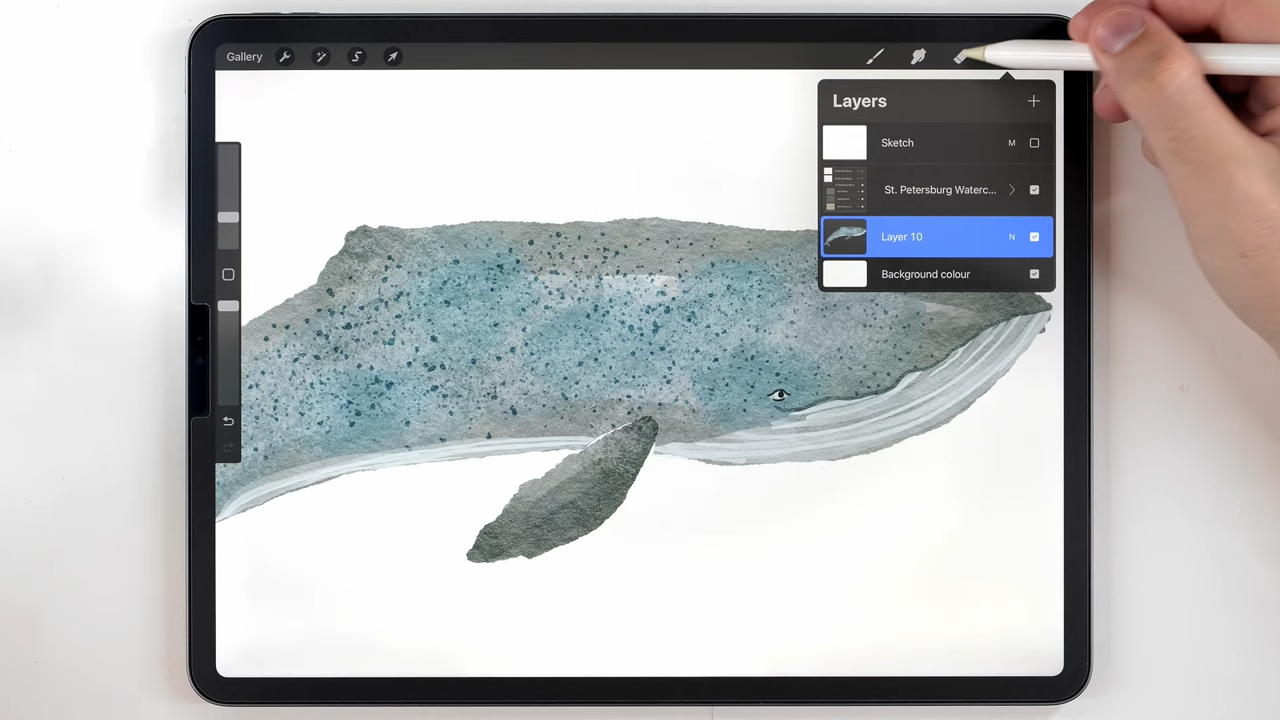 Gallery
Layers
Sketch M
St. Petersburg Waterc...
Layer 10 N
Background colour